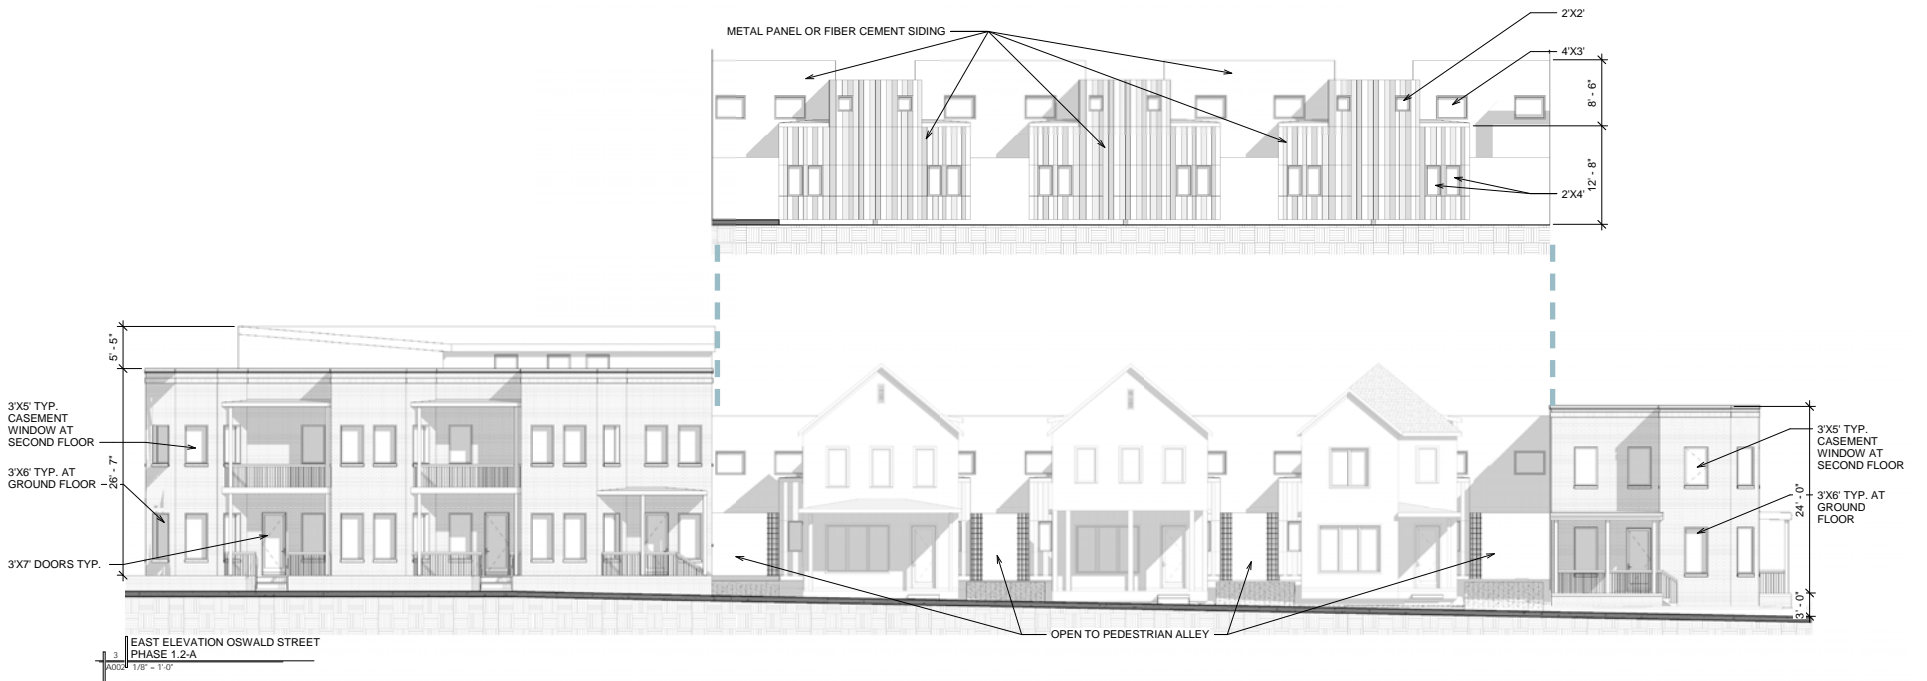 METAL PANEL OR FIBER CEMENT SIDING
2'X2'
4'X3'
8' - 6"
12' - 8"
2'X4'
5' - 5"
26' - 7"
3'X5' TYP.
CASEMENT
WINDOW AT
SECOND FLOOR
3'X6' TYP. AT
GROUND FLOOR
3'X7' DOORS TYP.
3'X5' TYP.
CASEMENT
WINDOW AT
SECOND FLOOR
3'X6' TYP. AT
GROUND
FLOOR
24' - 0"
3' - 0"
OPEN TO PEDESTRIAN ALLEY
EAST ELEVATION OSWALD STREET
PHASE 1.2-A
3
A002
1/8" = 1'-0"